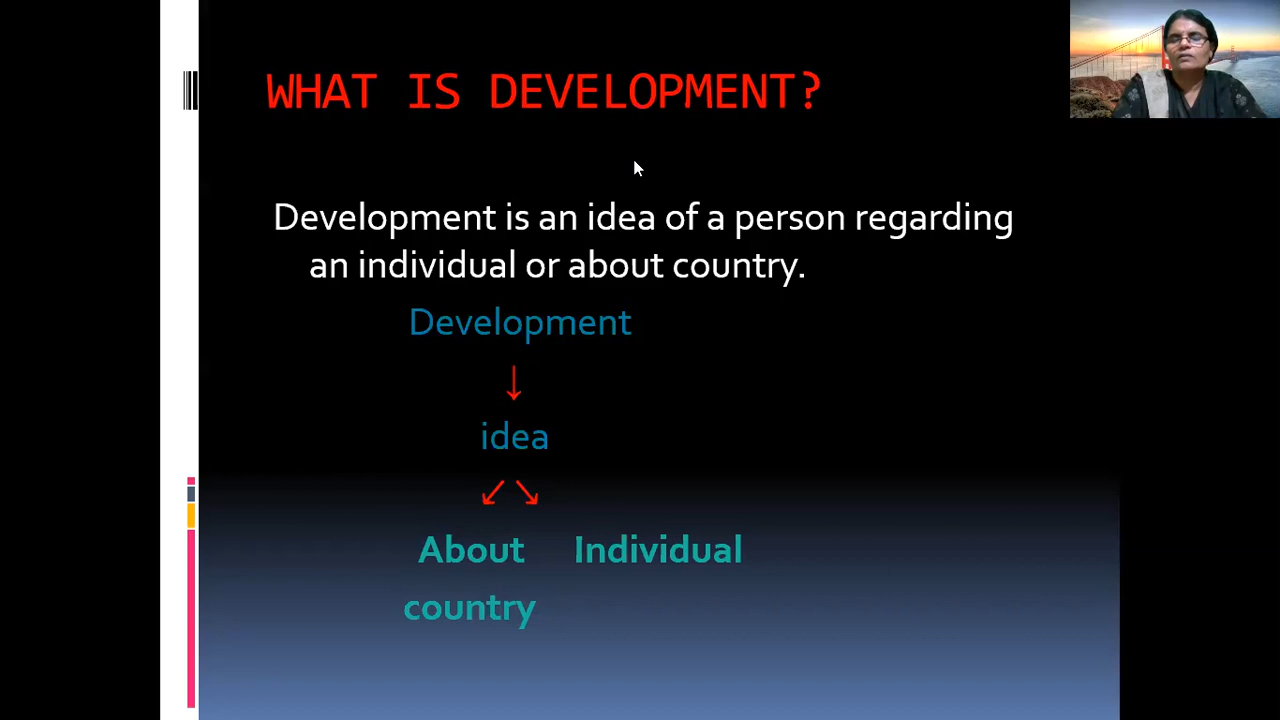 WHAT IS DEVELOPMENT?
Development is an idea of a person regarding
an individual or about country.
Development
↓
idea
↙ ↘
About Individual
country